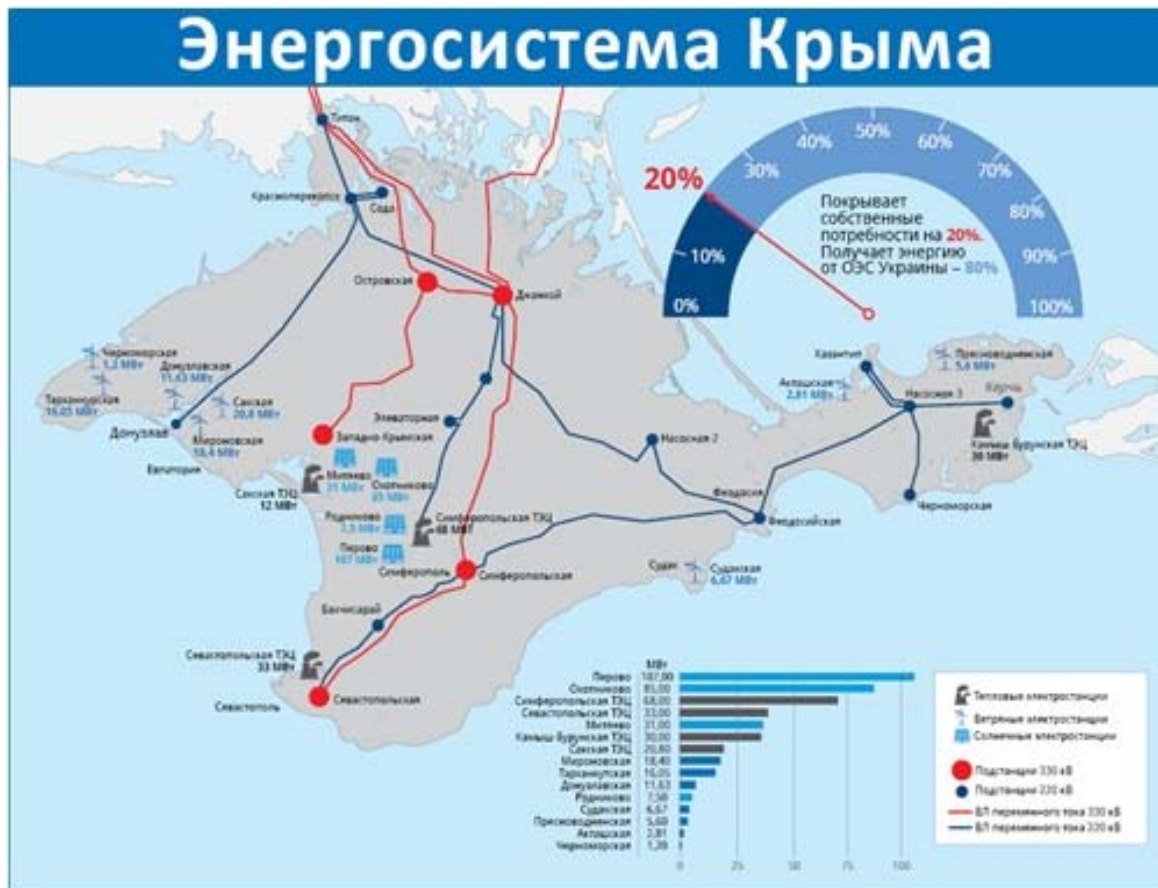 Энергосистема Крыма
Титан
Красноперекопск
Сода
Островская
Джанкой
20%
0%
10%
30%
40%
50%
60%
70%
80%
90%
100%
Покрывает
собственные
потребности на 20%.
Получает энергию
от ОЭС Украины – 80%
Черноморская
1,2 МВт
Донузлавская
11,63 МВт
Тарханкутская
16,05 МВт
Сакская
20,8 МВт
Донузлав
Мироновская
18,4 МВт
Евпатория
Элеваторная
Западно-Крымская
Митяево
31 МВт
Охотниково
85 МВт
Сакская ТЭЦ
12 МВт
Родниково
7,5 МВт
Симферопольская ТЭЦ
68 МВт
Перово
107 МВт
Симферополь
Симферопольская
Бахчисарай
Севастопольская ТЭЦ
33 МВт
Севастополь
Севастопольская
Насосная-2
Феодосия
Феодосийская
Судак
Судакская
6,67 МВт
Казантип
Акташская
2,81 МВт
Пресноводненская
5,6 МВт
Насосная-3
Керчь
Камыш-Бурунская ТЭЦ
30 МВт
Черноморская
МВт
Перово 107,00
Охотниково 85,00
Симферопольская ТЭЦ 68,00
Севастопольская ТЭЦ 33,00
Митяево 31,00
Камыш-Бурунская ТЭЦ 30,00
Сакская ТЭЦ 20,80
Мироновская 18,40
Тарханкутская 16,05
Донузлавская 11,63
Родниково 7,50
Судакская 6,67
Пресноводненская 5,60
Акташская 2,81
Черноморская 1,20
0 25 50 75 100
Тепловые электростанции
Ветряные электростанции
Солнечные электростанции
Подстанции 330 кВ
Подстанции 220 кВ
ВЛ переменного тока 330 кВ
ВЛ переменного тока 220 кВ